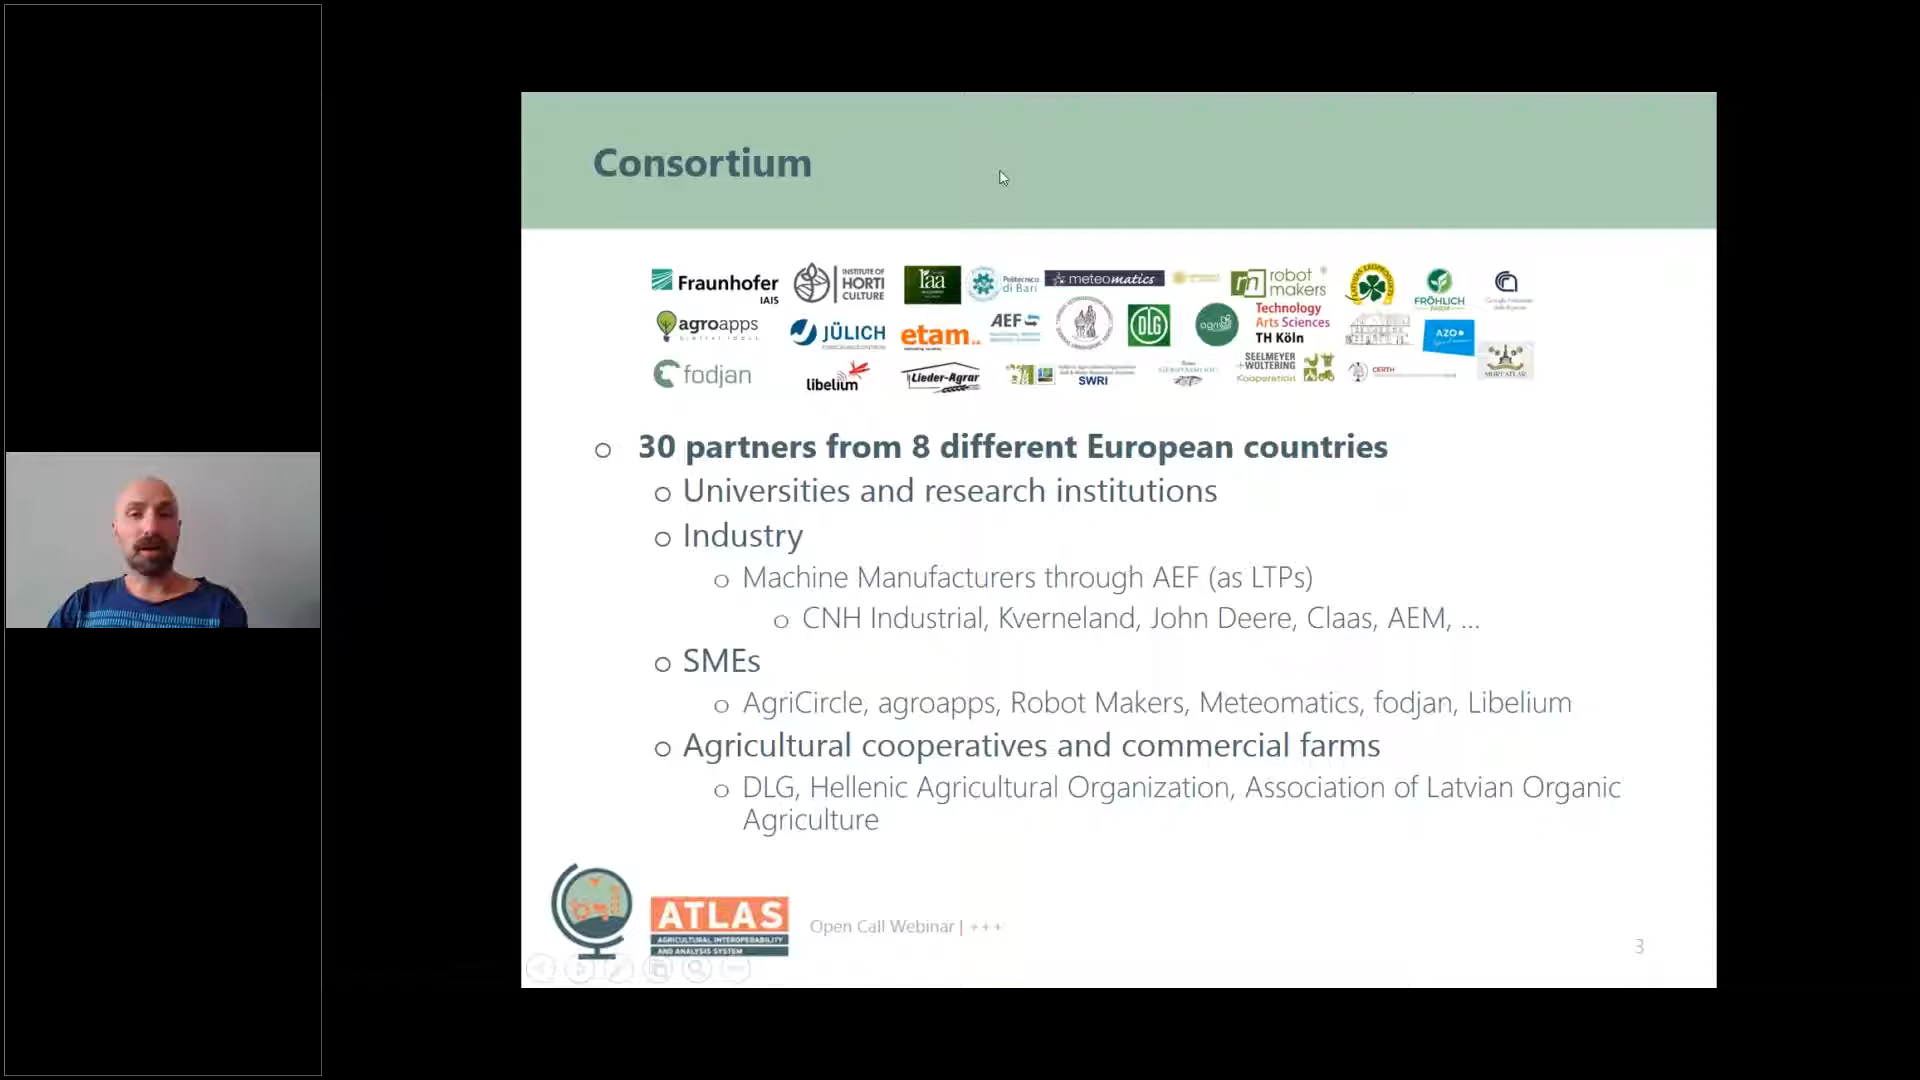 Consortium
Fraunhofer
IAIS
INSTITUTE OF
HORTI
CULTURE
raa
Politecnico
di Bari
meteomatics
robot
makers
FRÖHLICH
agroapps
JÜLICH
FORSCHUNGSZENTRUM
etam
AEF
DLG
Technology
Arts Sciences
TH Köln
AZO
fodjan
libelium
Lieder-Agrar
SWRI
SEELMEYER
+WOLTERING
Kooperation
CERTH
o 30 partners from 8 different European countries
o Universities and research institutions
o Industry
o Machine Manufacturers through AEF (as LTPs)
o CNH Industrial, Kverneland, John Deere, Claas, AEM, ...
o SMEs
o AgriCircle, agroapps, Robot Makers, Meteomatics, fodjan, Libelium
o Agricultural cooperatives and commercial farms
o DLG, Hellenic Agricultural Organization, Association of Latvian Organic
Agriculture
ATLAS
AGRICULTURAL INTEROPERABILITY
AND ANALYSIS SYSTEM
Open Call Webinar | +++
3